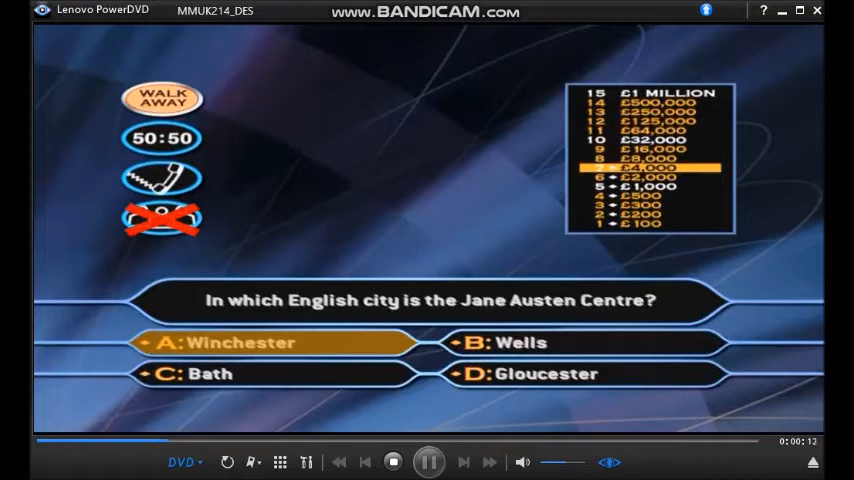 Lenovo PowerDVD
MMUK214_DES
www.BANDICAM.com
?
WALK
AWAY
50:50
15 £1 MILLION
14 £500,000
13 £250,000
12 £125,000
11 £64,000
10 £32,000
9 £16,000
8 £8,000
7 £4,000
6 £2,000
5 £1,000
4 £500
3 £300
2 £200
1 £100
In which English city is the Jane Austen Centre?
A: Winchester
B: Wells
C: Bath
D: Gloucester
0:00:12
DVD